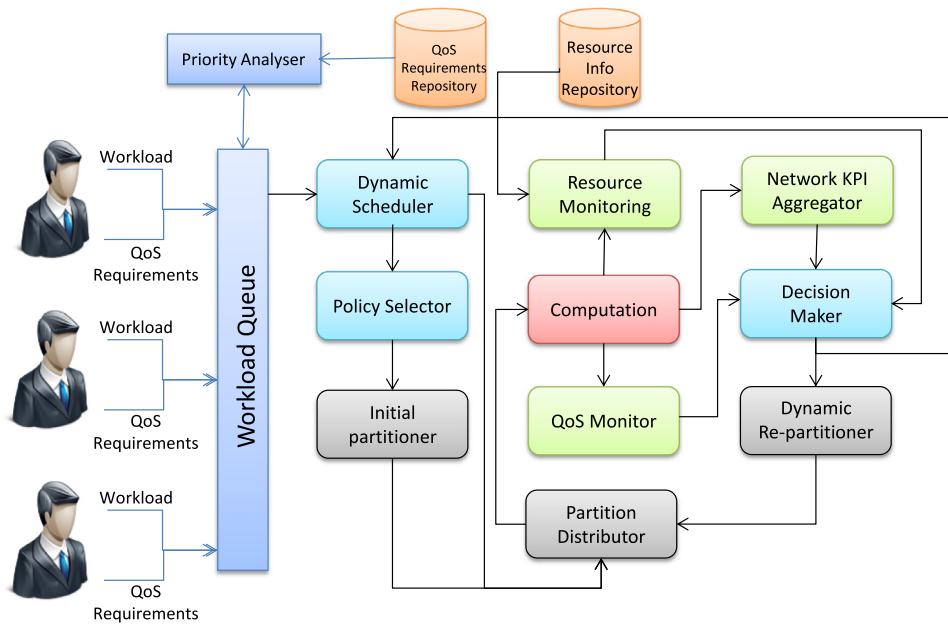 Priority Analyser
QoS
Requirements
Repository
Resource
Info
Repository
Workload
QoS
Requirements
Workload
QoS
Requirements
Workload
QoS
Requirements
Workload Queue
Dynamic
Scheduler
Policy Selector
Initial
partitioner
Resource
Monitoring
Computation
QoS Monitor
Partition
Distributor
Network KPI
Aggregator
Decision
Maker
Dynamic
Re-partitioner